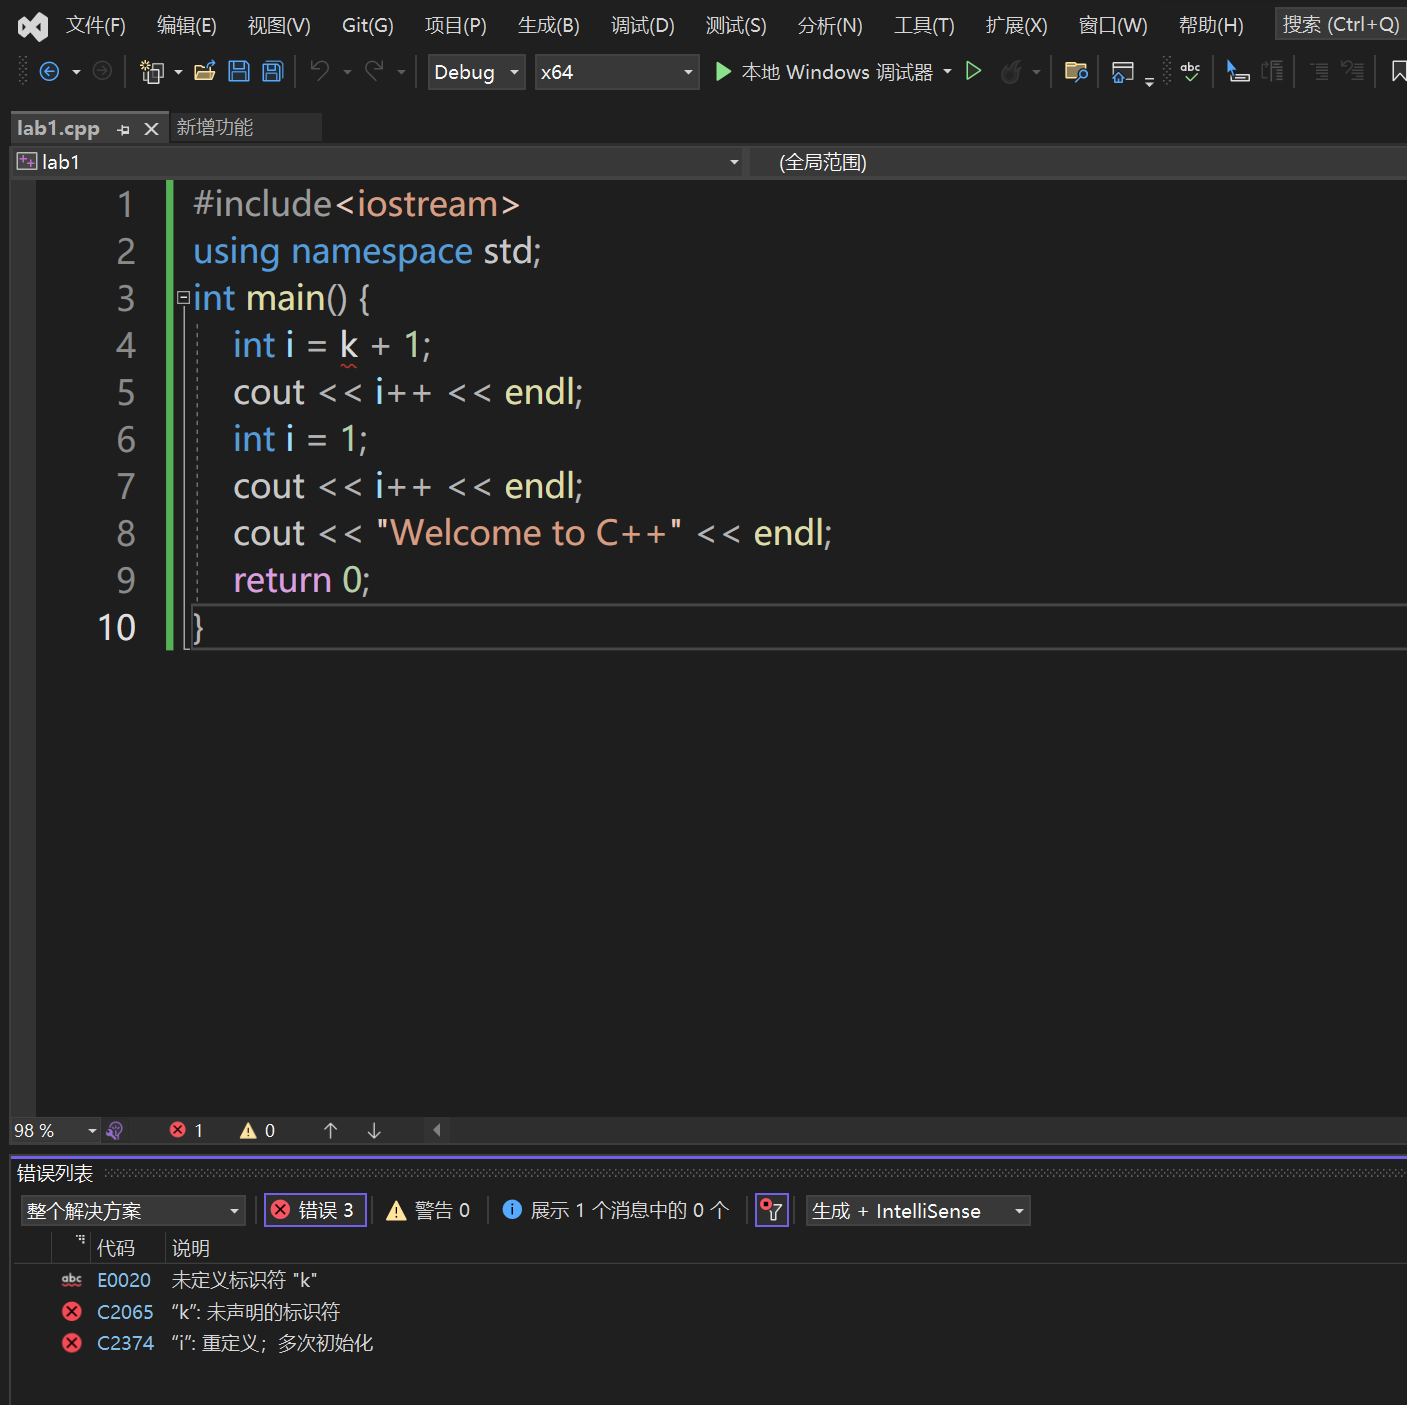 文件(F) 编辑(E) 视图(V) Git(G) 项目(P) 生成(B) 调试(D) 测试(S) 分析(N) 工具(T) 扩展(X) 窗口(W) 帮助(H) 搜索 (Ctrl+Q)
Debug x64 本地 Windows 调试器 abc
lab1.cpp 新增功能
lab1 (全局范围)
1 #include<iostream>
2 using namespace std;
3 int main() {
4 int i = k + 1;
5 cout << i++ << endl;
6 int i = 1;
7 cout << i++ << endl;
8 cout << "Welcome to C++" << endl;
9 return 0;
10 }
98 % 1 0
错误列表
整个解决方案 错误 3 警告 0 展示 1 个消息中的 0 个 生成 + IntelliSense
代码 说明
abc E0020 未定义标识符 "k"
C2065 “k”: 未声明的标识符
C2374 “i”: 重定义；多次初始化